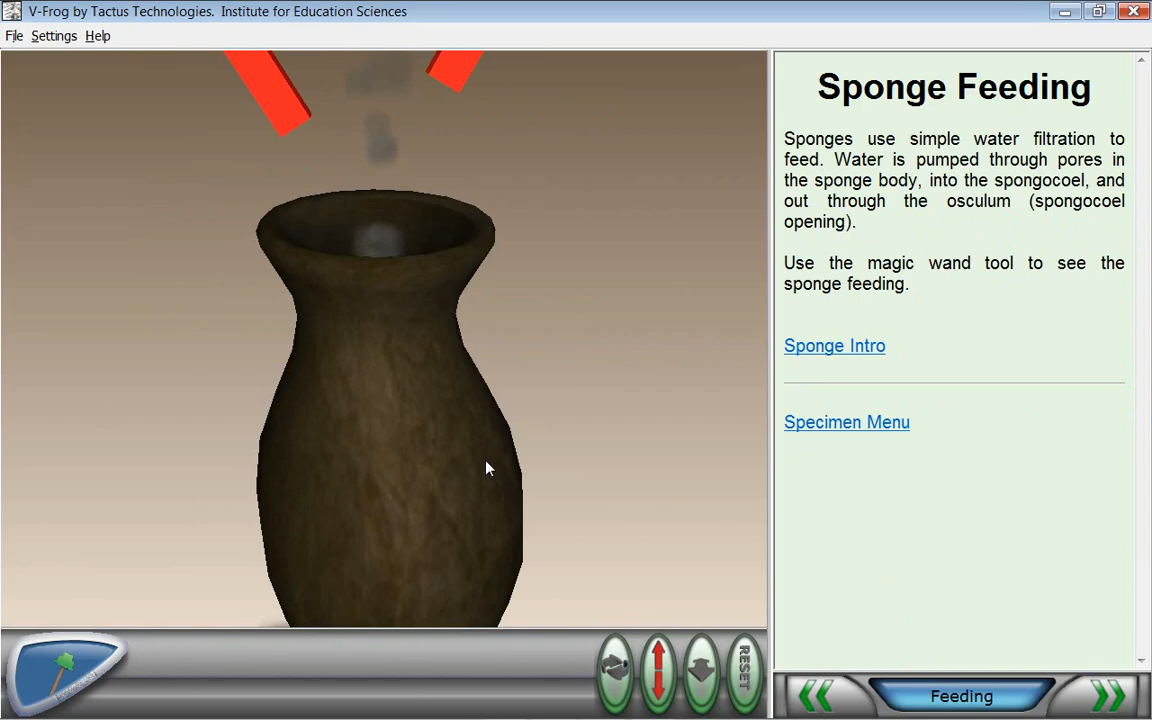 V-Frog by Tactus Technologies. Institute for Education Sciences
File Settings Help
Sponge Feeding
Sponges use simple water filtration to
feed. Water is pumped through pores in
the sponge body, into the spongocoel, and
out through the osculum (spongocoel
opening).
Use the magic wand tool to see the
sponge feeding.
Sponge Intro
Specimen Menu
RESET
Feeding